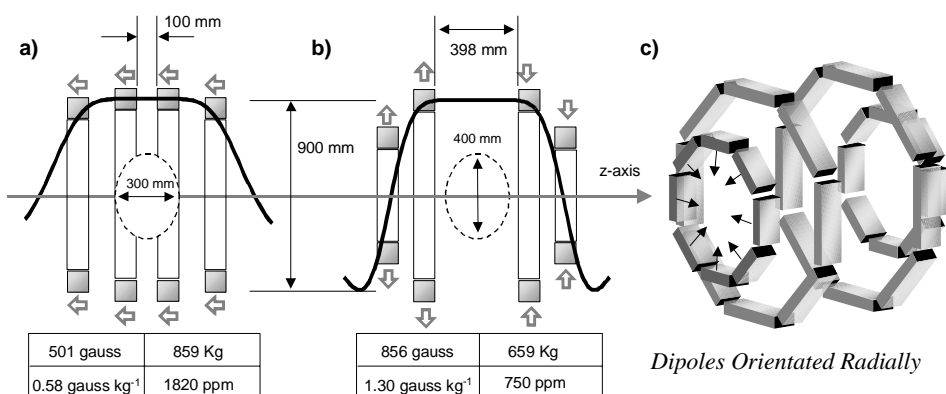 a)
100 mm
300 mm
900 mm
501 gauss 859 Kg
0.58 gauss kg⁻¹ 1820 ppm
b)
398 mm
400 mm
z-axis
856 gauss 659 Kg
1.30 gauss kg⁻¹ 750 ppm
c)
Dipoles Orientated Radially